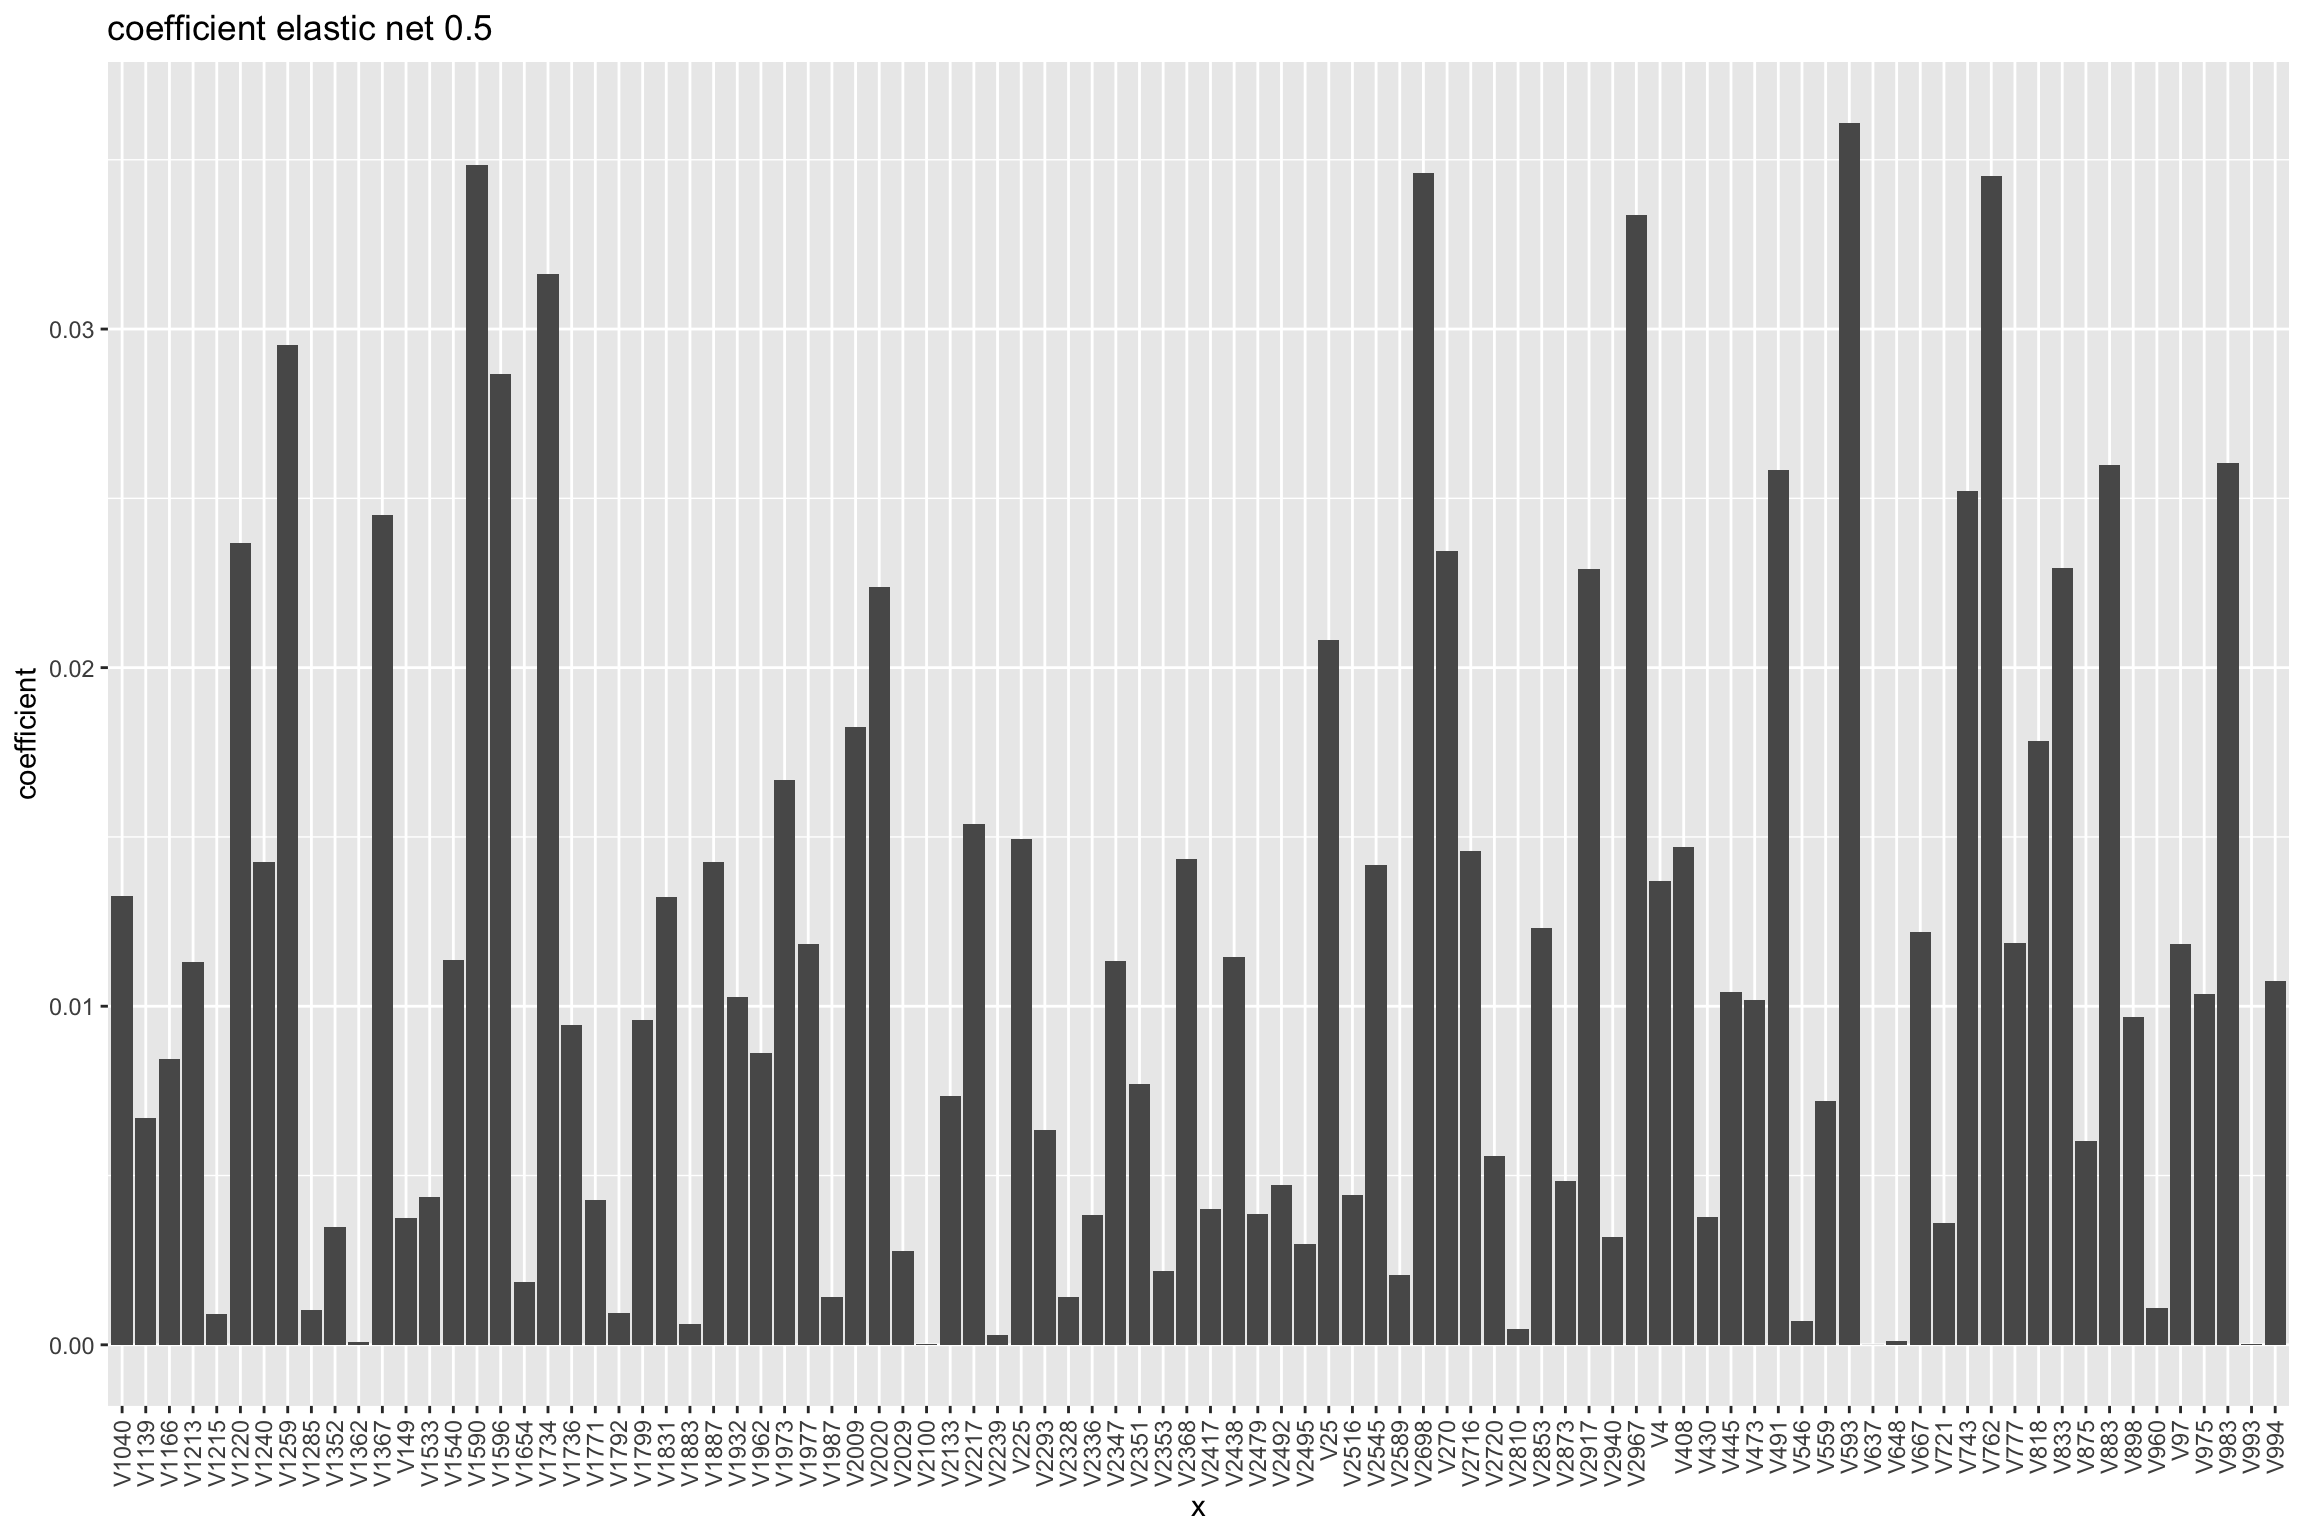 coefficient elastic net 0.5
coefficient
0.03
0.02
0.01
0.00
V1040 V1139 V1166 V1213 V1215 V1220 V1240 V1259 V1285 V1352 V1362 V1367 V149 V1533 V1540 V1590 V1596 V1654 V1734 V1736 V1771 V1792 V1799 V1831 V1883 V1887 V1932 V1962 V1973 V1977 V1987 V2009 V2020 V2029 V2100 V2133 V2217 V2239 V225 V2293 V2328 V2336 V2347 V2351 V2353 V2368 V2417 V2438 V2479 V2492 V2495 V25 V2516 V2545 V2589 V2698 V270 V2716 V2720 V2810 V2853 V2873 V2917 V2940 V2967 V4 V408 V430 V445 V473 V491 V546 V559 V593 V637 V648 V667 V721 V743 V762 V777 V818 V833 V875 V883 V898 V960 V97 V975 V983 V993 V994
x